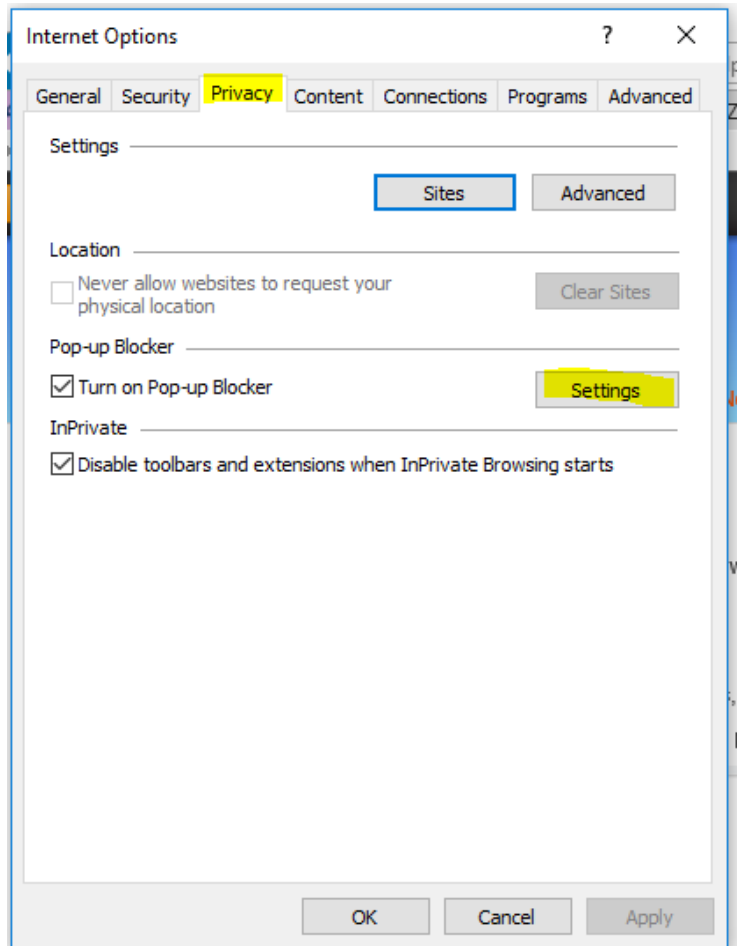 Internet Options ? X
General Security Privacy Content Connections Programs Advanced
Settings
Sites Advanced
Location
Never allow websites to request your
physical location
Clear Sites
Pop-up Blocker
Turn on Pop-up Blocker Settings
InPrivate
Disable toolbars and extensions when InPrivate Browsing starts
OK Cancel Apply